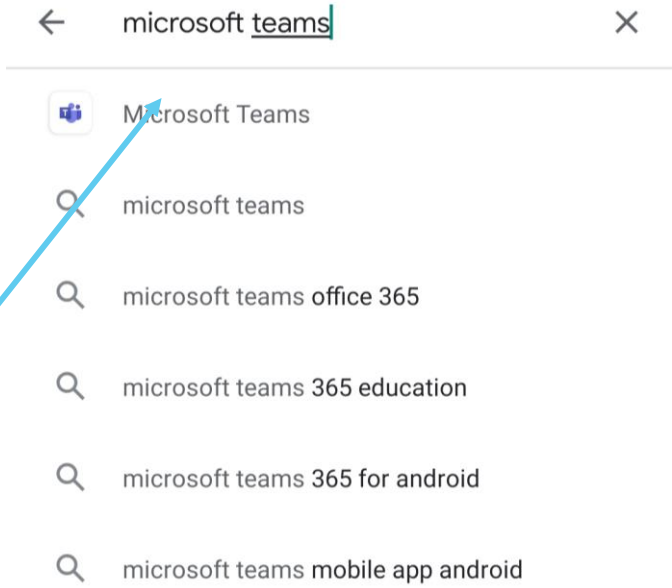 microsoft teams
Microsoft Teams
microsoft teams
microsoft teams office 365
microsoft teams 365 education
microsoft teams 365 for android
microsoft teams mobile app android